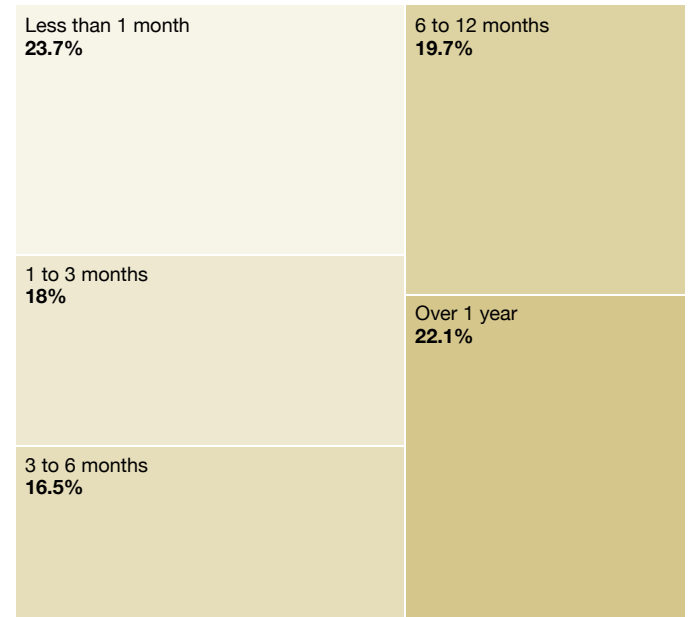 Less than 1 month
23.7%
1 to 3 months
18%
3 to 6 months
16.5%
6 to 12 months
19.7%
Over 1 year
22.1%